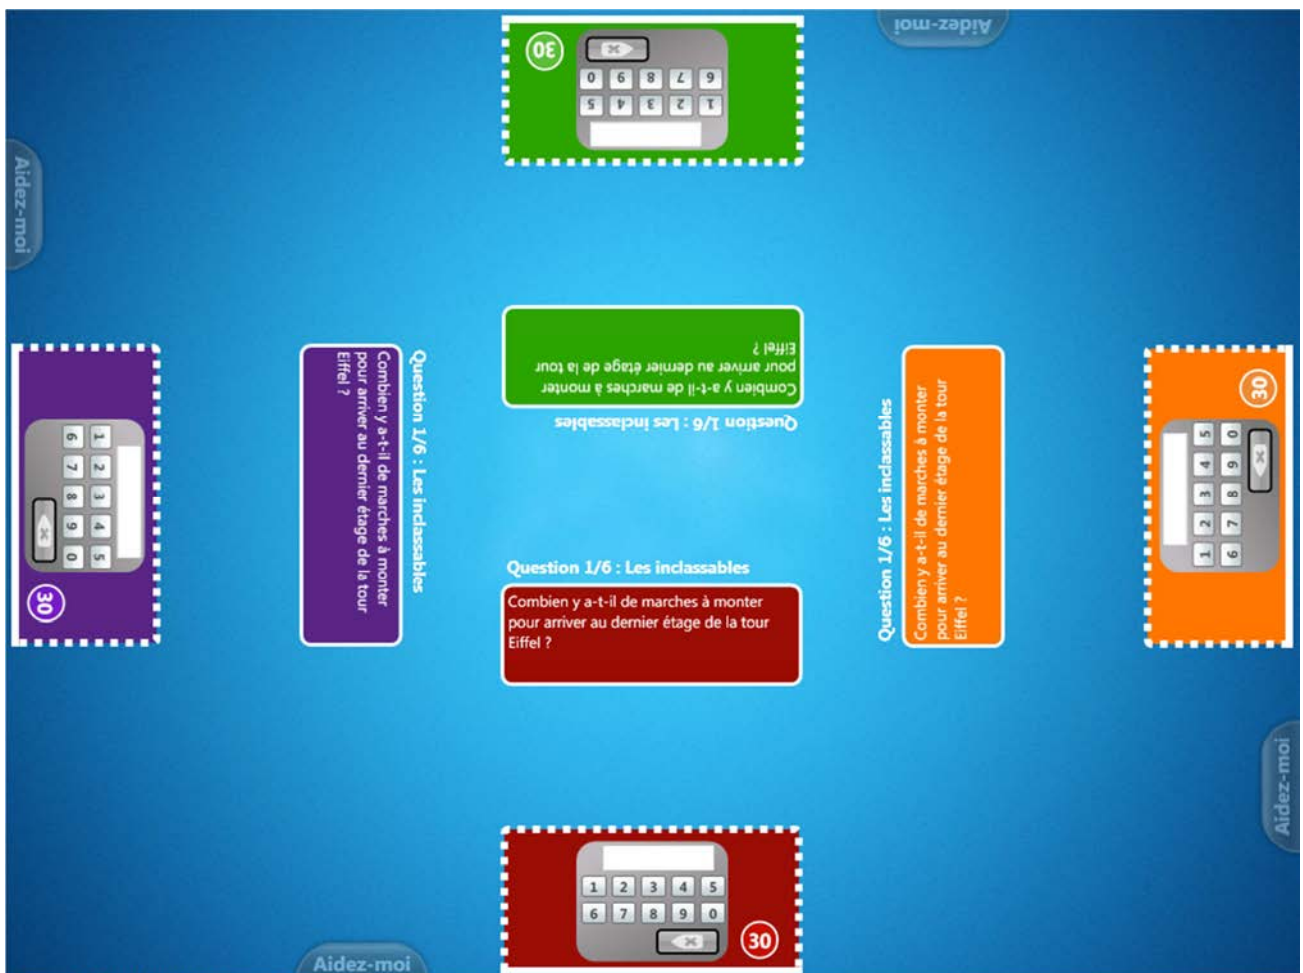 Aidez-moi
30
6 7 8 9 0
1 2 3 4 5
Aidez-moi
Combien y a-t-il de marches à monter
pour arriver au dernier étage de la tour
Eiffel ?
Question 1/6 : Les inclassables
Question 1/6 : Les inclassables
Combien y a-t-il de marches à monter
pour arriver au dernier étage de la tour
Eiffel ?
Question 1/6 : Les inclassables
Combien y a-t-il de marches à monter
pour arriver au dernier étage de la tour
Eiffel ?
1 2 3 4 5
6 7 8 9 0
30
1 2 3 4 5
6 7 8 9 0
30
Question 1/6 : Les inclassables
Combien y a-t-il de marches à monter
pour arriver au dernier étage de la tour
Eiffel ?
Aidez-moi
1 2 3 4 5
6 7 8 9 0
30
Aidez-moi